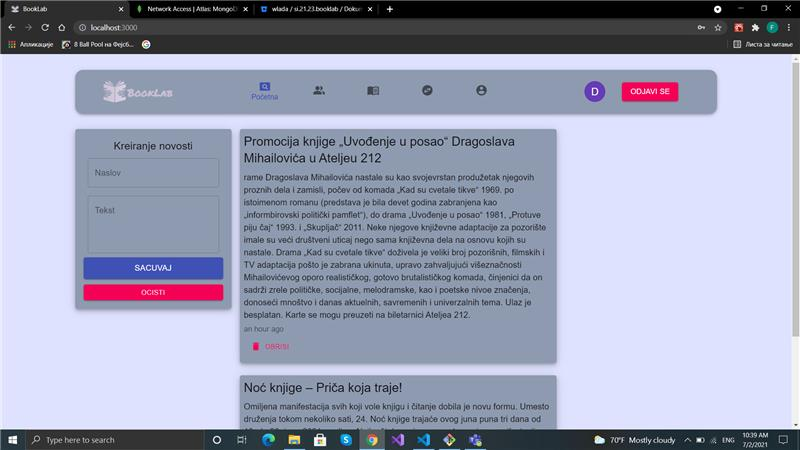 BookLab
Network Access | Atlas: MongoD
wlada / si.21.23.booklab / Dokum
localhost:3000
F
Апликације
8 Ball Pool на Фејсб...
Листа за читање
BOOKLAB
Početna
D
ODJAVI SE
Kreiranje novosti
Naslov
Tekst
SACUVAJ
OCISTI
Promocija knjige „Uvođenje u posao“ Dragoslava
Mihailovića u Ateljeu 212
rame Dragoslava Mihailovića nastale su kao svojevrstan produžetak njegovih
proznih dela i zamisli, počev od komada „Kad su cvetale tikve“ 1969. po
istoimenom romanu (predstava je bila devet godina zabranjena kao
„informbirovski politički pamflet“), do drama „Uvođenje u posao“ 1981, „Protuve
piju čaj“ 1993. i „Skupljač“ 2011. Neke njegove književne adaptacije za pozorište
imale su veći društveni uticaj nego sama književna dela na osnovu kojih su
nastale. Drama „Kad su cvetale tikve“ doživela je veliki broj pozorišnih, filmskih i
TV adaptacija pošto je zabrana ukinuta, upravo zahvaljujući višeznačnosti
Mihailovićevog oporo realističkog, gotovo brutalističkog komada, činjenici da on
sadrži zrele političke, socijalne, melodramske, kao i poetske nivoe značenja,
donoseći mnoštvo i danas aktuelnih, savremenih i univerzalnih tema. Ulaz je
besplatan. Karte se mogu preuzeti na biletarnici Ateljea 212.
an hour ago
OBRISI
Noć knjige – Priča koja traje!
Omiljena manifestacija svih koji vole knjigu i čitanje dobila je novu formu. Umesto
druženja tokom nekoliko sati, 24. Noć knjige trajaće ovog juna puna tri dana od
Type here to search
70°F Mostly cloudy
ENG
10:39 AM
7/2/2021